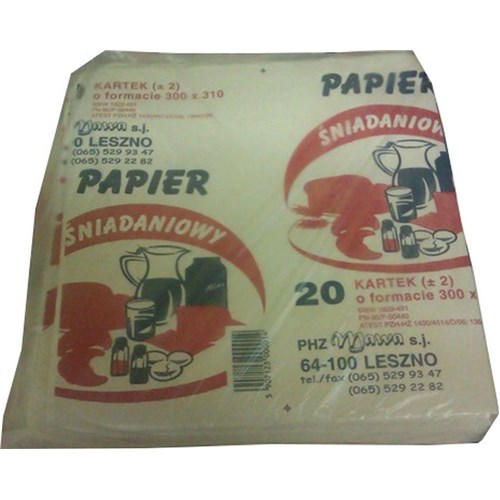 KARTEK (± 2)
o formacie 300 x 310
s.j.
0 LESZNO
(065) 529 93 47
(065) 529 22 82
PAPIER
ŚNIADANIOWY
PAPIER
ŚNIADANIOW
20 KARTEK (± 2)
o formacie 300 x
PHZ s.j.
64-100 LESZNO
tel./fax (065) 529 93 47
(065) 529 22 82